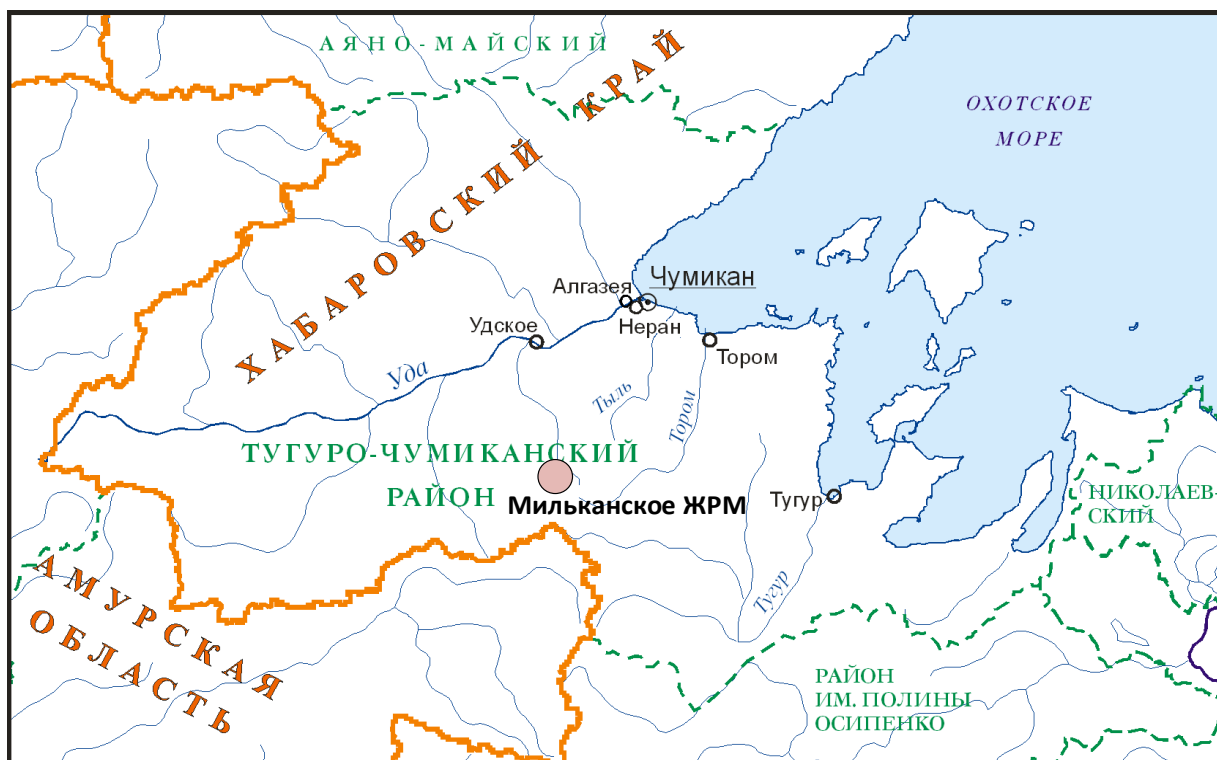 АЯНО-МАЙСКИЙ
ХАБАРОВСКИЙ КРАЙ
ОХОТСКОЕ
МОРЕ
Чумикан
Алгазея
Неран
Удское
Тором
Уда
Тыль
Тором
ТУГУРО-ЧУМИКАНСКИЙ
РАЙОН
Мильканское ЖРМ
Тугур
НИКОЛАЕВ-
СКИЙ
Тугур
АМУРСКАЯ
ОБЛАСТЬ
РАЙОН
ИМ. ПОЛИНЫ
ОСИПЕНКО